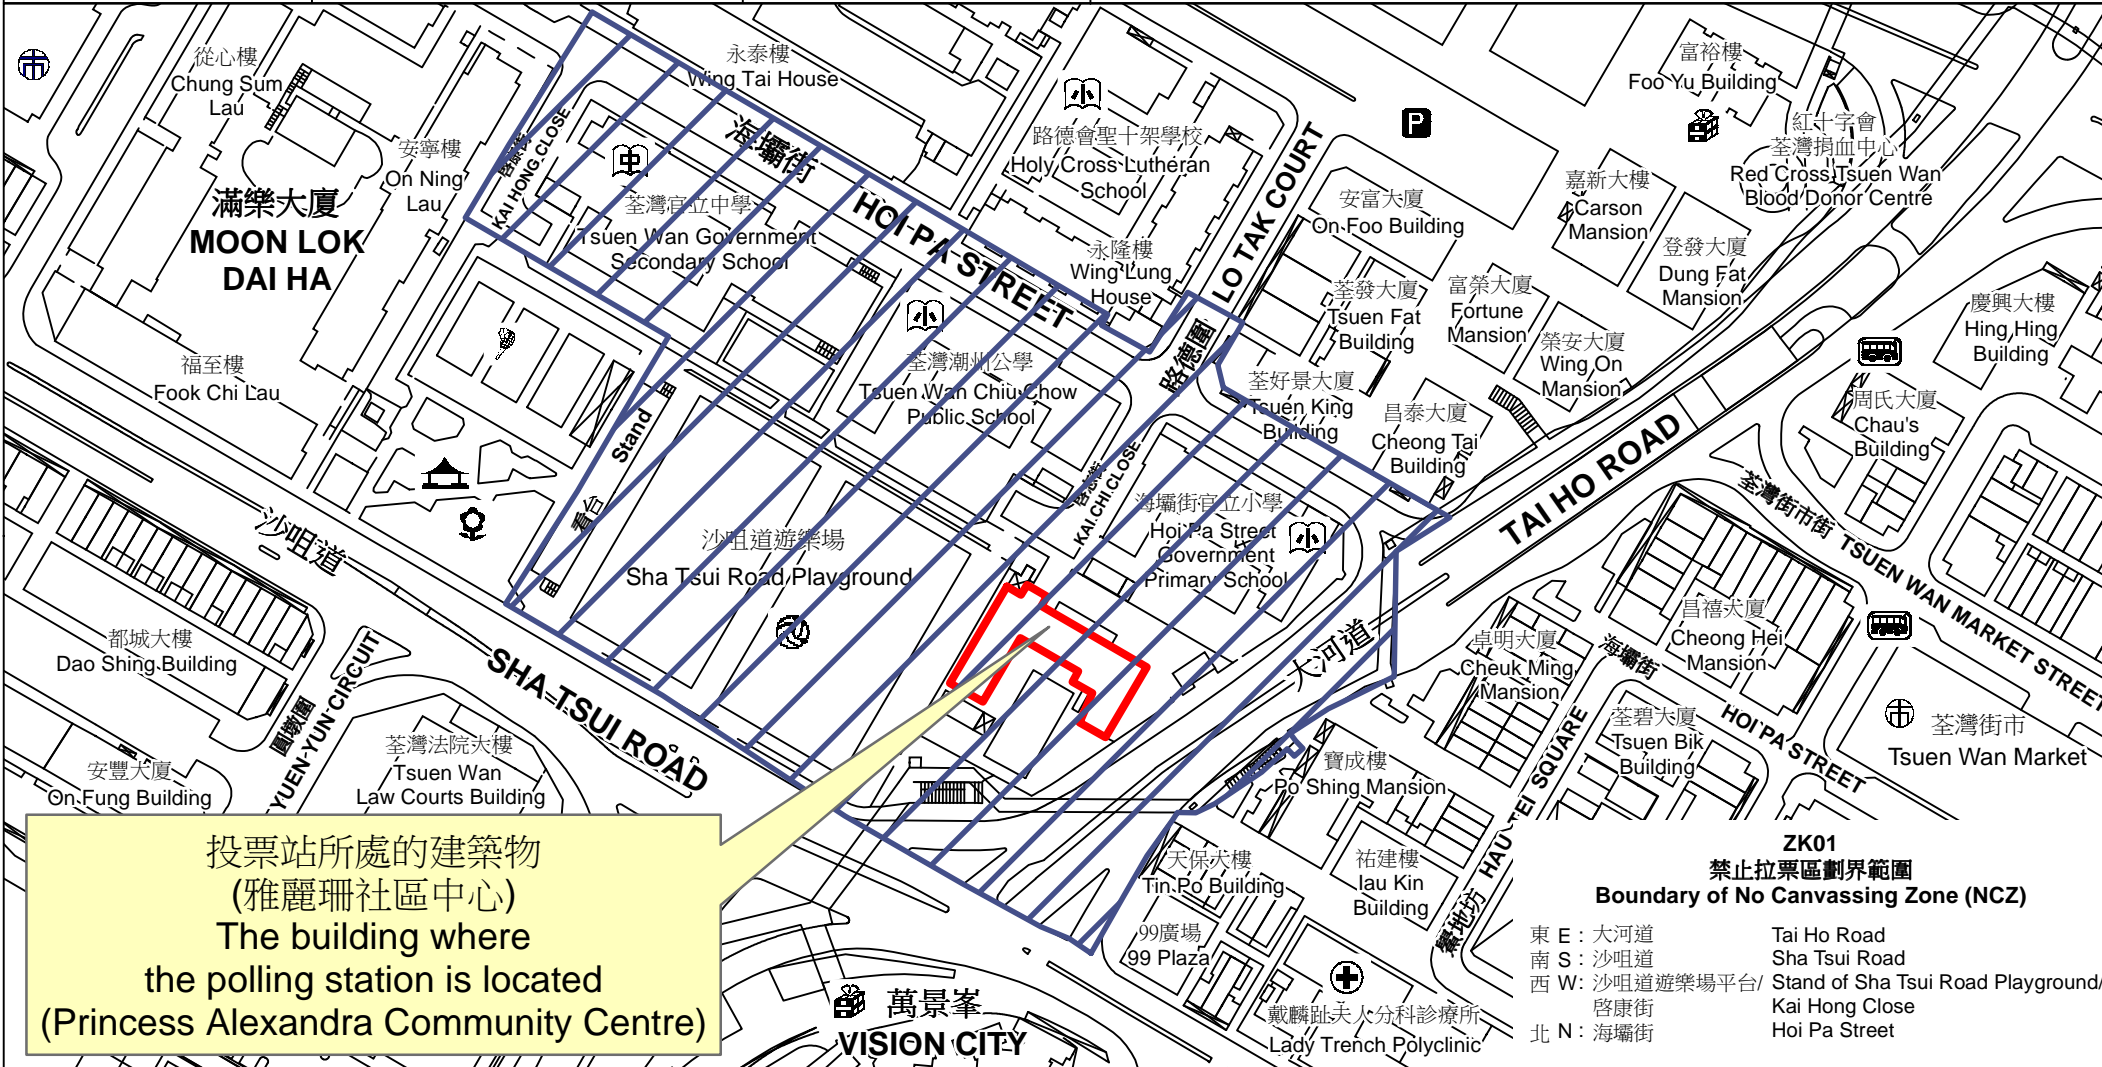 從心樓
Chung Sum
Lau
安寧樓
On Ning
Lau
滿樂大廈
MOON LOK
DAI HA
福至樓
Fook Chi Lau
永泰樓
Wing Tai House
海壩街
HOI PA STREET
啓康街
KAI HONG CLOSE
中
荃灣官立中學
Tsuen Wan Government
Secondary School
小
路德會聖十架學校
Holy Cross Lutheran
School
永隆樓
Wing Lung
House
LO TAK COURT
路德圍
P
安富大廈
On Foo Building
富裕樓
Foo Yu Building
紅十字會
荃灣捐血中心
Red Cross Tsuen Wan
Blood Donor Centre
嘉新大樓
Carson
Mansion
登發大廈
Dung Fat
Mansion
荃發大廈
Tsuen Fat
Building
富榮大廈
Fortune
Mansion
榮安大廈
Wing On
Mansion
慶興大樓
Hing Hing
Building
周氏大廈
Chau's
Building
小
荃灣潮州公學
Tsuen Wan Chiu Chow
Public School
荃好景大廈
Tsuen King
Building
昌泰大廈
Cheong Tai
Building
TAI HO ROAD
大河道
荃灣街市街 TSUEN WAN MARKET STREET
Stand
看台
啓志街
KAI CHI CLOSE
海壩街官立小學
Hoi Pa Street
Government
Primary School
小
沙咀道遊樂場
Sha Tsui Road Playground
沙咀道
SHA TSUI ROAD
都城大樓
Dao Shing Building
圓墩圍
YUEN YUN CIRCUIT
安豐大廈
On Fung Building
荃灣法院大樓
Tsuen Wan
Law Courts Building
卓明大廈
Cheuk Ming
Mansion
海壩街
HOI PA STREET
昌禧大廈
Cheong Hei
Mansion
荃碧大廈
Tsuen Bik
Building
荃灣街市
Tsuen Wan Market
寶成樓
Po Shing Mansion
天保大樓
Tin Po Building
祐建樓
Iau Kin
Building
HAU TEI SQUARE
99廣場
99 Plaza
戴麟趾夫人分科診療所
Lady Trench Polyclinic
萬景峯
VISION CITY
投票站所處的建築物
(雅麗珊社區中心)
The building where
the polling station is located
(Princess Alexandra Community Centre)
ZK01
禁止拉票區劃界範圍
Boundary of No Canvassing Zone (NCZ)
東 E : 大河道 Tai Ho Road
南 S : 沙咀道 Sha Tsui Road
西 W: 沙咀道遊樂場平台/ Stand of Sha Tsui Road Playground/
啓康街 Kai Hong Close
北 N : 海壩街 Hoi Pa Street